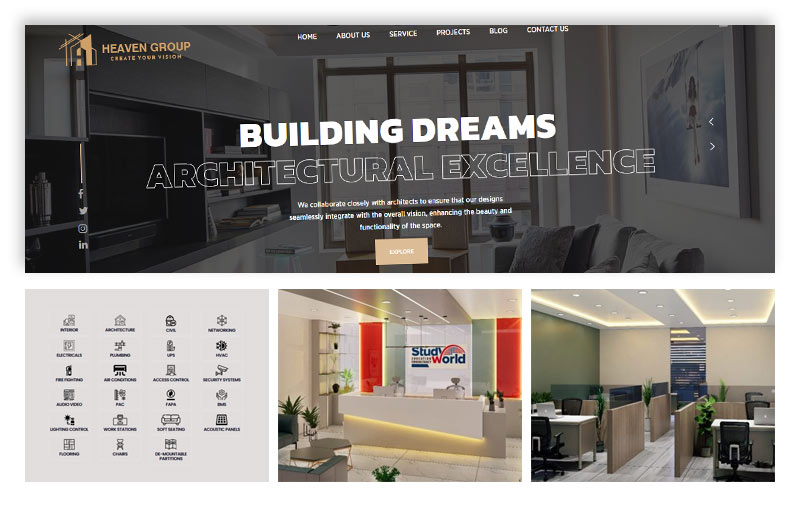 HEAVEN GROUP
CREATE YOUR VISION
HOME ABOUT US SERVICE PROJECTS BLOG CONTACT US
BUILDING DREAMS
ARCHITECTURAL EXCELLENCE
We collaborate closely with architects to ensure that our designs
seamlessly integrate with the overall vision, enhancing the beauty and
functionality of the space.
EXPLORE
INTERIOR ARCHITECTURE CIVIL NETWORKING
ELECTRICALS PLUMBING UPS HVAC
FIRE FIGHTING AIR CONDITIONS ACCESS CONTROL SECURITY SYSTEMS
AUDIO VIDEO PAC FAPA BMS
LIGHTING CONTROL WORK STATIONS SOFT SEATING ACOUSTIC PANELS
FLOORING CHAIRS DE-MOUNTABLE
PARTITIONS
Study
EDUCATION
CONSULTANCY
World